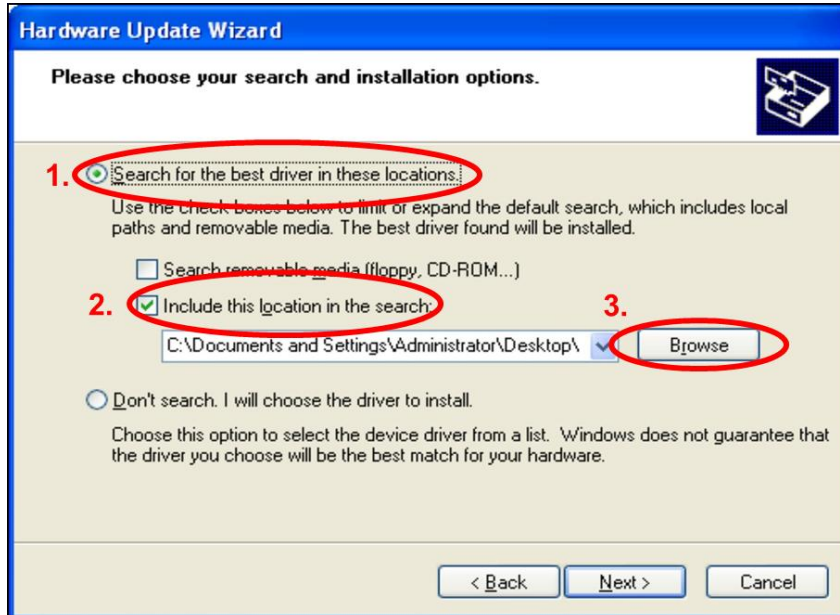 Hardware Update Wizard
Please choose your search and installation options.
1. Search for the best driver in these locations.
Use the check boxes below to limit or expand the default search, which includes local
paths and removable media. The best driver found will be installed.
Search removable media (floppy, CD-ROM...)
2. Include this location in the search:
3.
C:\Documents and Settings\Administrator\Desktop\ Browse
Don't search. I will choose the driver to install.
Choose this option to select the device driver from a list. Windows does not guarantee that
the driver you choose will be the best match for your hardware.
< Back Next > Cancel